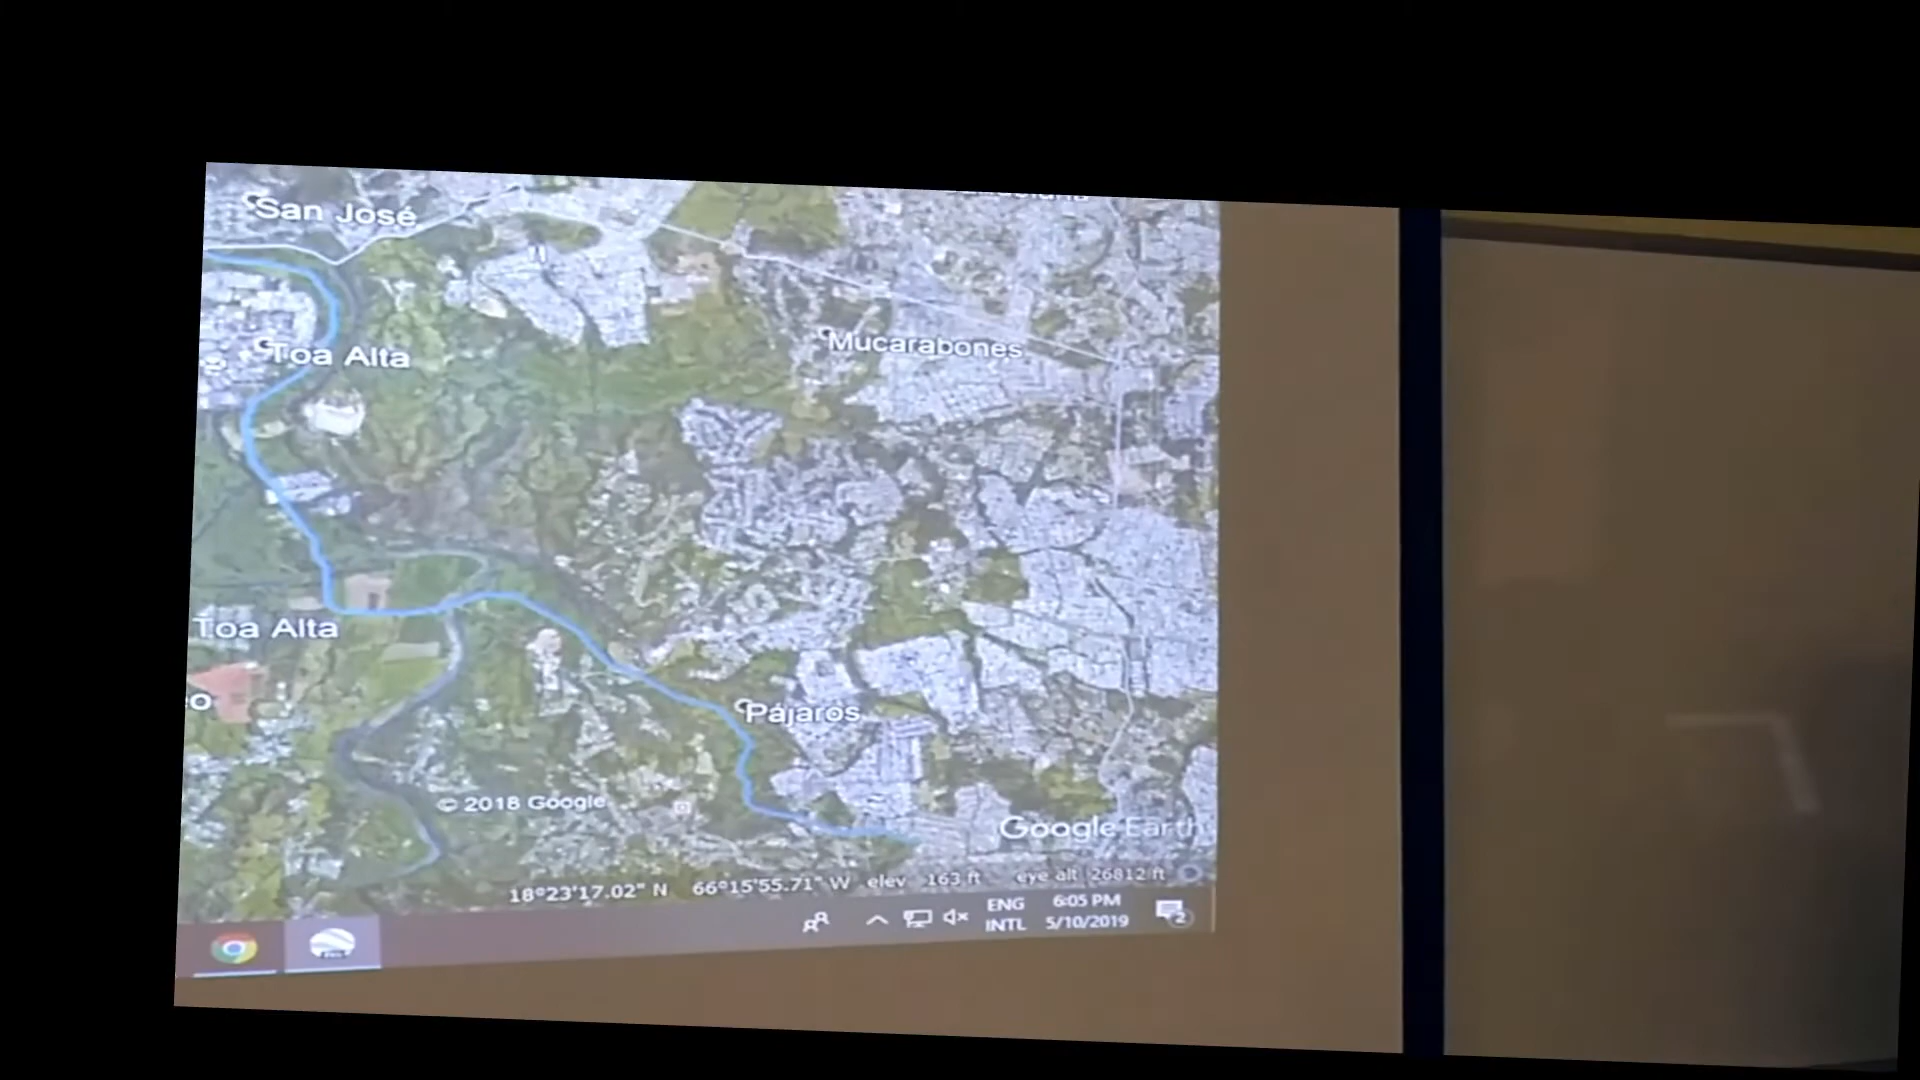 San José
Mucarabones
Toa Alta
Toa Alta
Pájaros
© 2018 Google
Google Earth
18°23'17.02" N 66°15'55.71" W elev 163 ft eye alt 26812 ft
ENG 6:05 PM
INTL 5/10/2019
2